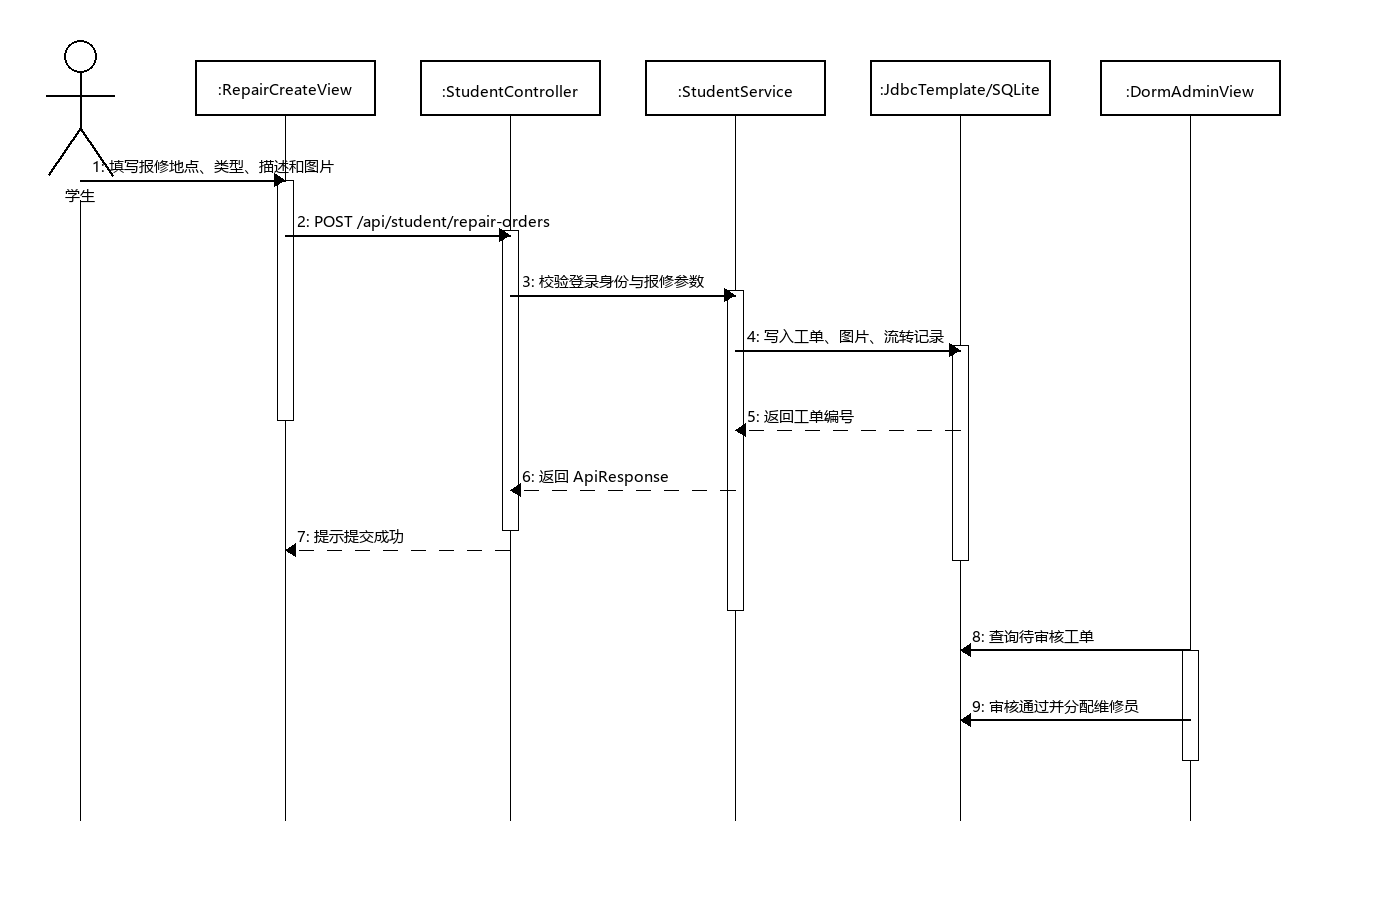 :RepairCreateView
:StudentController
:StudentService
:JdbcTemplate/SQLite
:DormAdminView
1: 填写报修地点、类型、描述和图片
学生
2: POST /api/student/repair-orders
3: 校验登录身份与报修参数
4: 写入工单、图片、流转记录
5: 返回工单编号
6: 返回 ApiResponse
7: 提示提交成功
8: 查询待审核工单
9: 审核通过并分配维修员